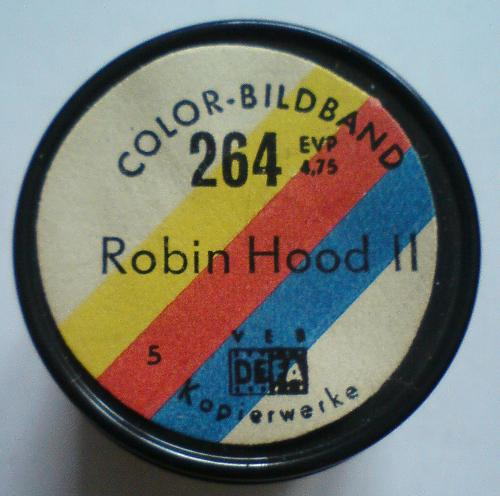 COLOR-BILDBAND
264 EVP 4,75
Robin Hood II
5
VEB
DEFA
Kopierwerke